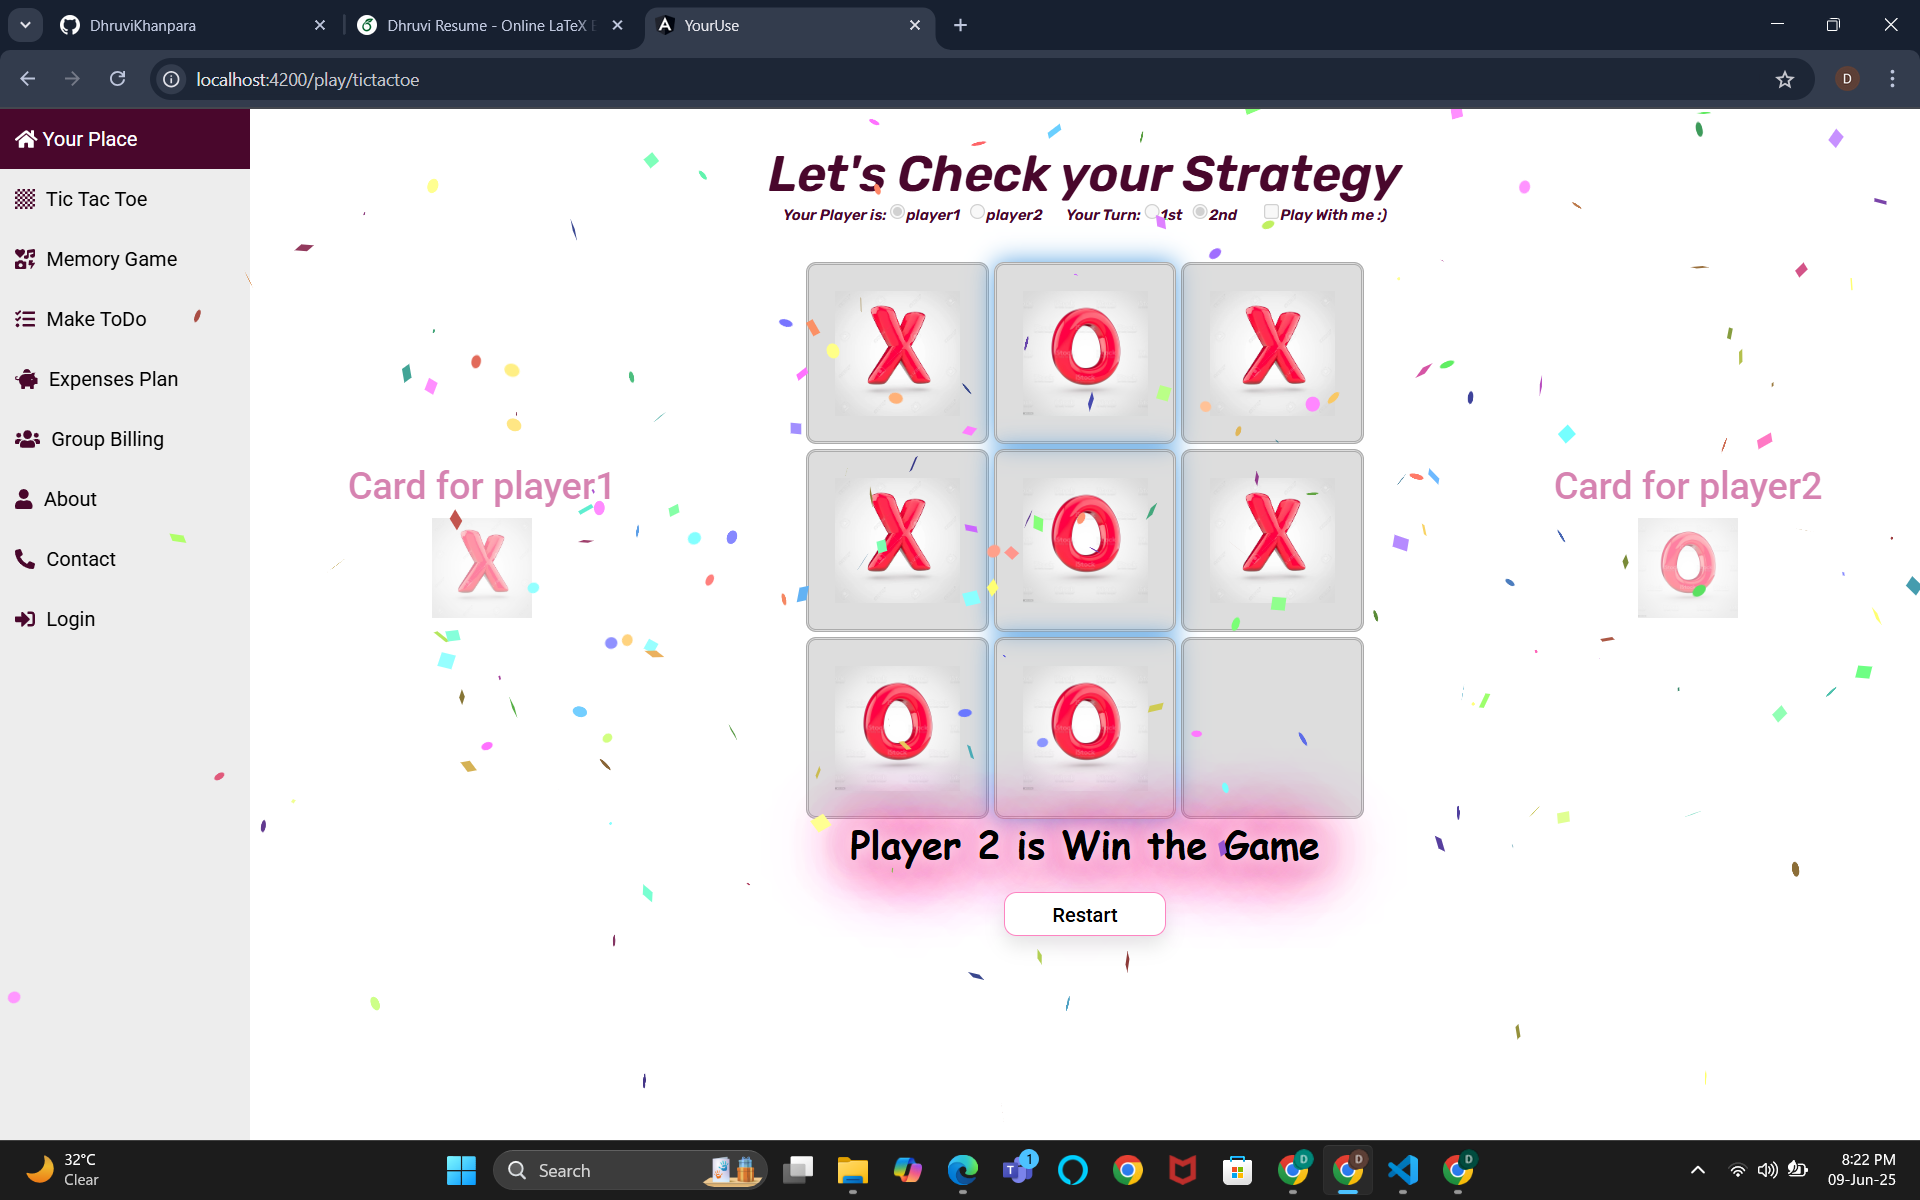 DhruviKhanpara
Dhruvi Resume - Online LaTeX E
YourUse
localhost:4200/play/tictactoe
D
Your Place
Tic Tac Toe
Memory Game
Make ToDo
Expenses Plan
Group Billing
About
Contact
Login
Let's Check your Strategy
Your Player is: player1 player2 Your Turn: 1st 2nd Play With me :)
X O X
X O X
O O
Card for player1
X
Card for player2
O
Player 2 is Win the Game
Restart
32°C
Clear
Search
1
D
D
D
8:22 PM
09-Jun-25